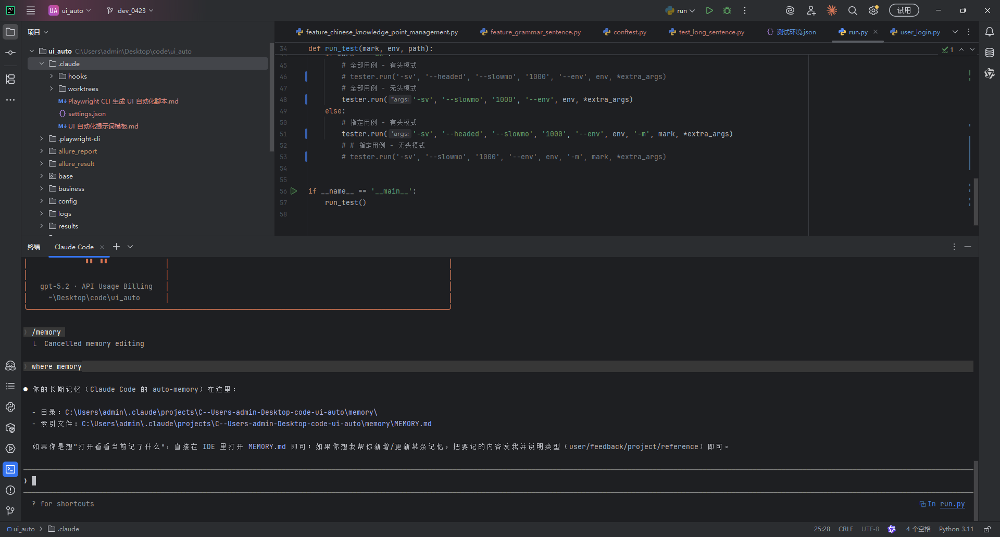 PC
UA ui_auto
dev_0423
run
试用
项目
feature_chinese_knowledge_point_management.py
feature_grammar_sentence.py
conftest.py
test_long_sentence.py
{} 测试环境.json
run.py
user_login.py
ui_auto C:\Users\admin\Desktop\code\ui_auto
.claude
hooks
worktrees
M↓ Playwright CLI 生成 UI 自动化脚本.md
{} settings.json
M↓ UI 自动化提示词模板.md
.playwright-cli
allure_report
allure_result
base
business
config
logs
results
34 def run_test(mark, env, path):
1
45 # 全部用例 - 有头模式
46 # tester.run('-sv', '--headed', '--slowmo', '1000', '--env', env, *extra_args)
47 # 全部用例 - 无头模式
48 tester.run( *args: '-sv', '--slowmo', '1000', '--env', env, *extra_args)
49 else:
50 # 指定用例 - 有头模式
51 tester.run( *args: '-sv', '--headed', '--slowmo', '1000', '--env', env, '-m', mark, *extra_args)
52 # # 指定用例 - 无头模式
53 # tester.run('-sv', '--slowmo', '1000', '--env', env, '-m', mark, *extra_args)
54
55
56 if __name__ == '__main__':
57 run_test()
58
终端
Claude Code
gpt-5.2 · API Usage Billing
~\Desktop\code\ui_auto
❯ /memory
L Cancelled memory editing
❯ where memory
● 你的长期记忆（Claude Code 的 auto-memory）在这里：
- 目录：C:\Users\admin\.claude\projects\C--Users-admin-Desktop-code-ui-auto\memory\
- 索引文件：C:\Users\admin\.claude\projects\C--Users-admin-Desktop-code-ui-auto\memory\MEMORY.md
如果你是想“打开看看当前记了什么”，直接在 IDE 里打开 MEMORY.md 即可；如果你想我帮你新增/更新某条记忆，把要记的内容发我并说明类型（user/feedback/project/reference）即可。
❯
? for shortcuts
In run.py
ui_auto > .claude
25:28
CRLF
UTF-8
4 个空格
Python 3.11